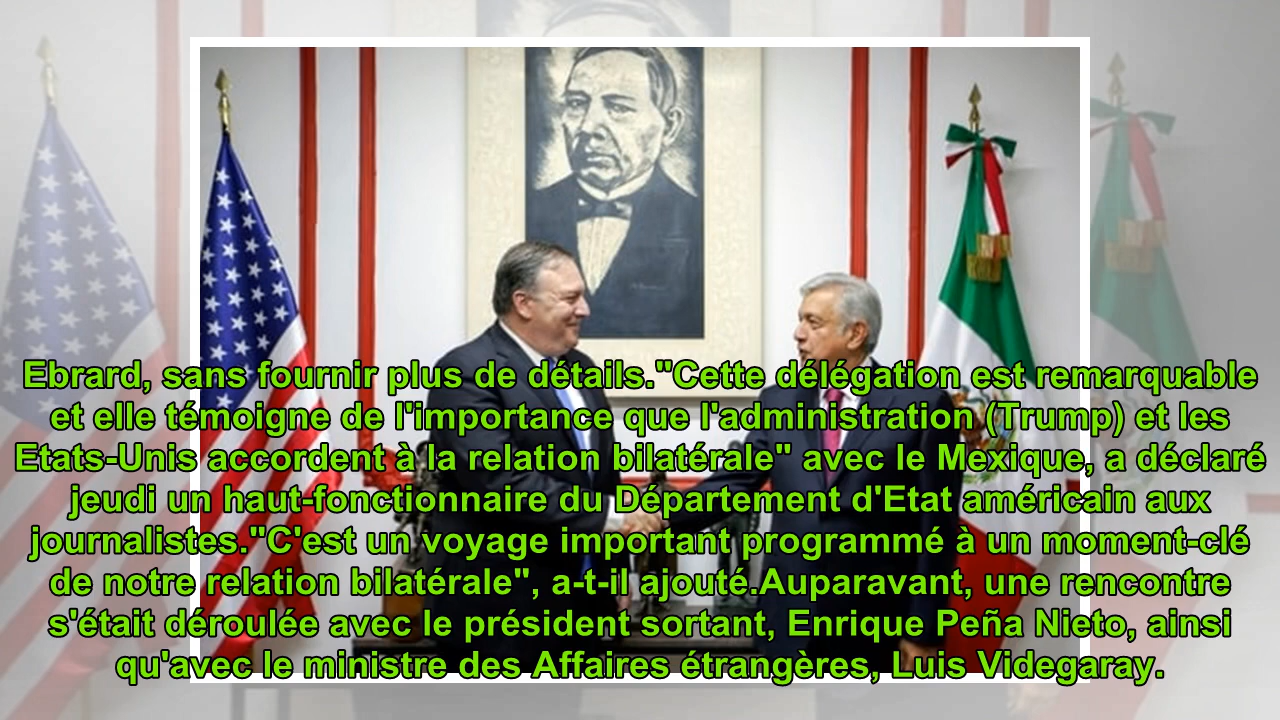 Ebrard, sans fournir plus de détails."Cette délégation est remarquable
et elle témoigne de l'importance que l'administration (Trump) et les
Etats-Unis accordent à la relation bilatérale" avec le Mexique, a déclaré
jeudi un haut-fonctionnaire du Département d'Etat américain aux
journalistes."C'est un voyage important programmé à un moment-clé
de notre relation bilatérale", a-t-il ajouté.Auparavant, une rencontre
s'était déroulée avec le président sortant, Enrique Peña Nieto, ainsi
qu'avec le ministre des Affaires étrangères, Luis Videgaray.